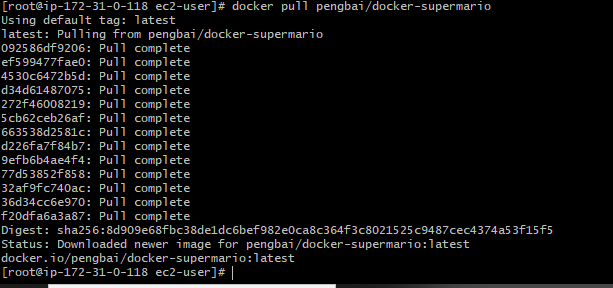 [root@ip-172-31-0-118 ec2-user]# docker pull pengbai/docker-supermario
Using default tag: latest
latest: Pulling from pengbai/docker-supermario
092586df9206: Pull complete
ef599477fae0: Pull complete
4530c6472b5d: Pull complete
d34d61487075: Pull complete
272f46008219: Pull complete
5cb62ceb26af: Pull complete
663538d2581c: Pull complete
d226fa7f84b7: Pull complete
9efb6b4ae4f4: Pull complete
77d53852f858: Pull complete
32af9fc740ac: Pull complete
36d34cc6e970: Pull complete
f20dfa6a3a87: Pull complete
Digest: sha256:8d909e68fbc38de1dc6bef982e0ca8c364f3c8021525c9487cec4374a53f15f5
Status: Downloaded newer image for pengbai/docker-supermario:latest
docker.io/pengbai/docker-supermario:latest
[root@ip-172-31-0-118 ec2-user]#